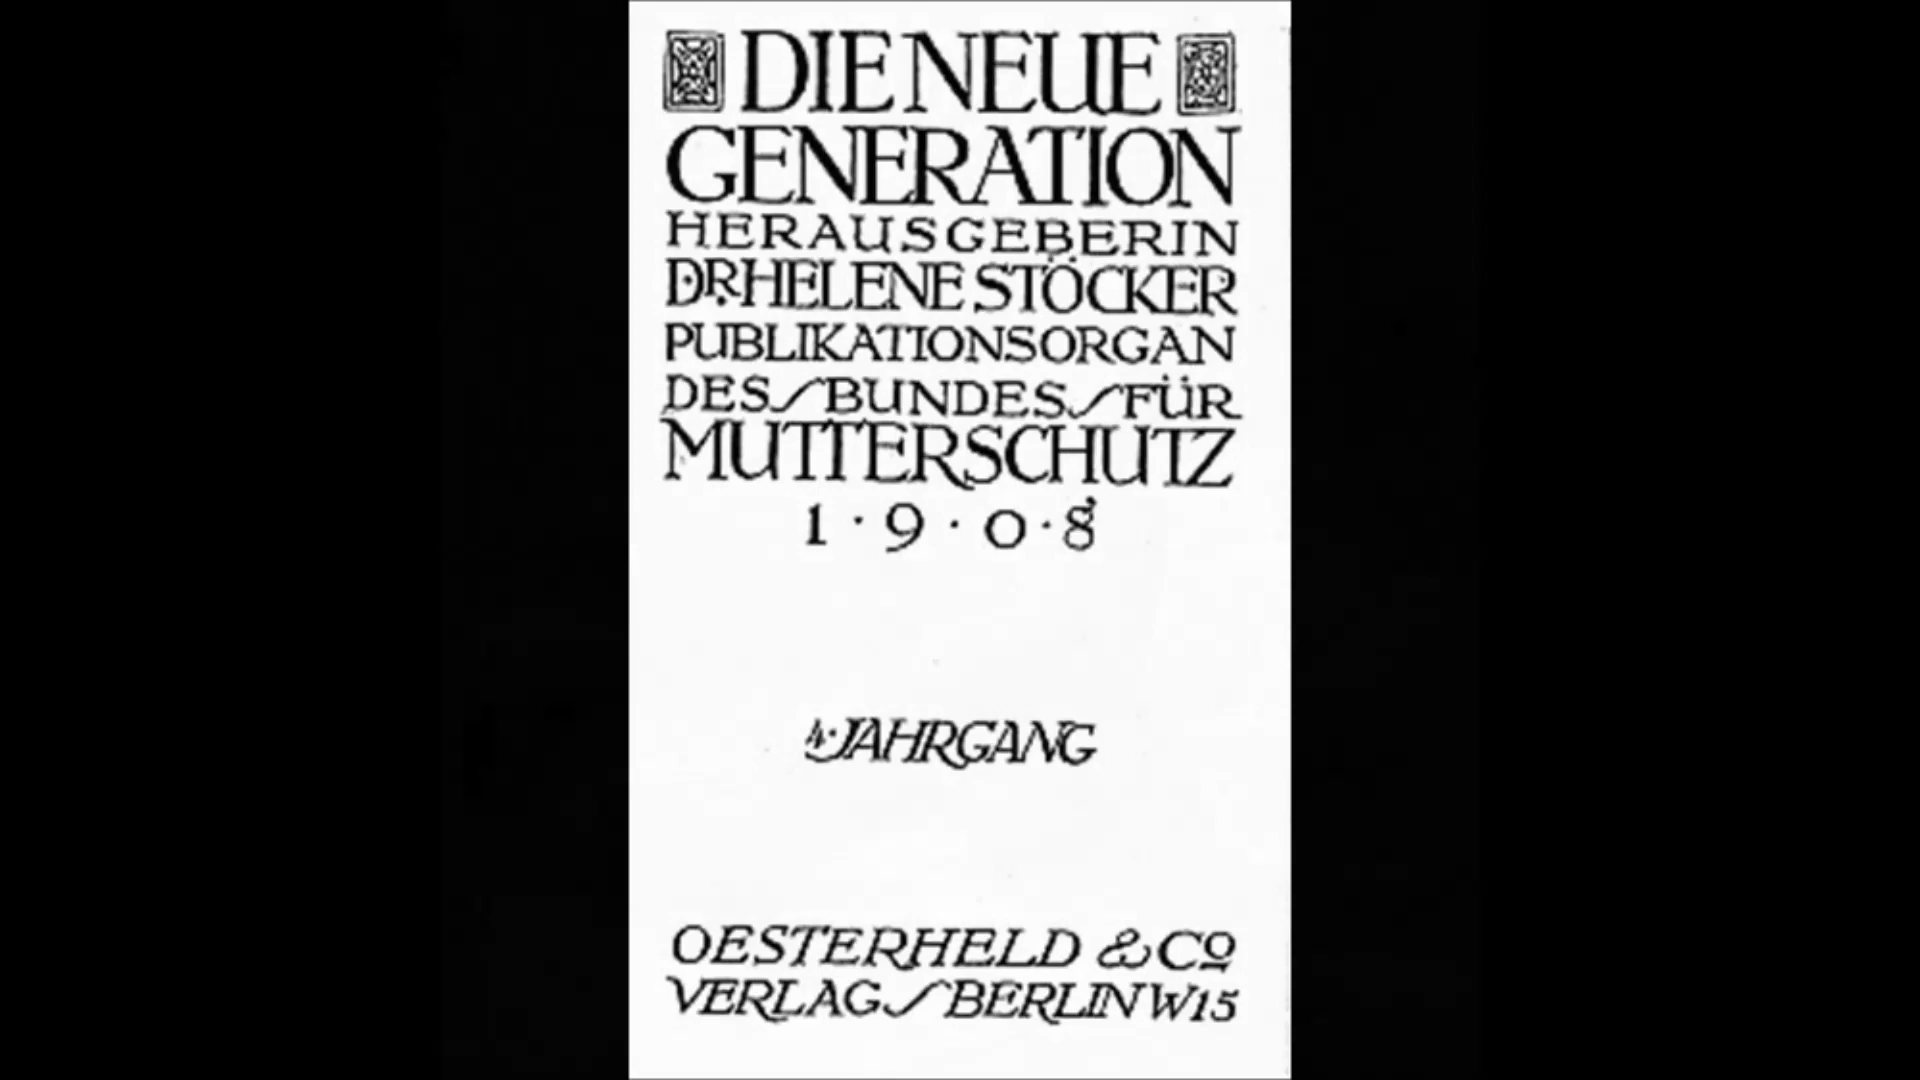 DIE NEUE
GENERATION
HERAUSGEBERIN
DR. HELENE STÖCKER
PUBLIKATIONSORGAN
DES BUNDES FÜR
MUTTERSCHUTZ
1·9·0·8
4. JAHRGANG
OESTERHELD & Co
VERLAG BERLIN W15